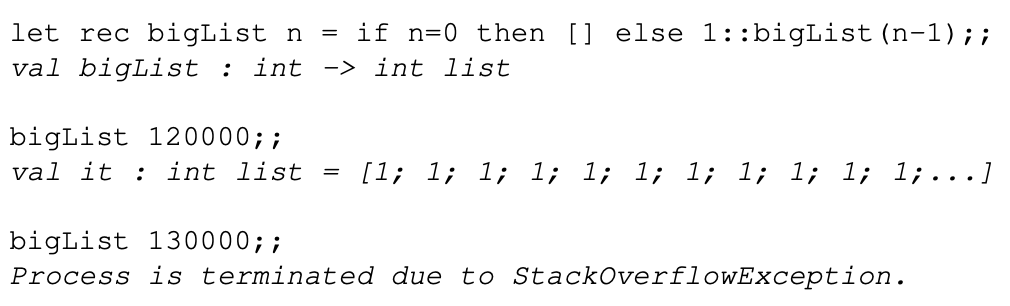 let rec bigList n = if n=0 then [] else 1::bigList(n-1);;
val bigList : int -> int list
bigList 120000;;
val it : int list = [1; 1; 1; 1; 1; 1; 1; 1; 1; 1; 1;...]
bigList 130000;;
Process is terminated due to StackOverflowException.